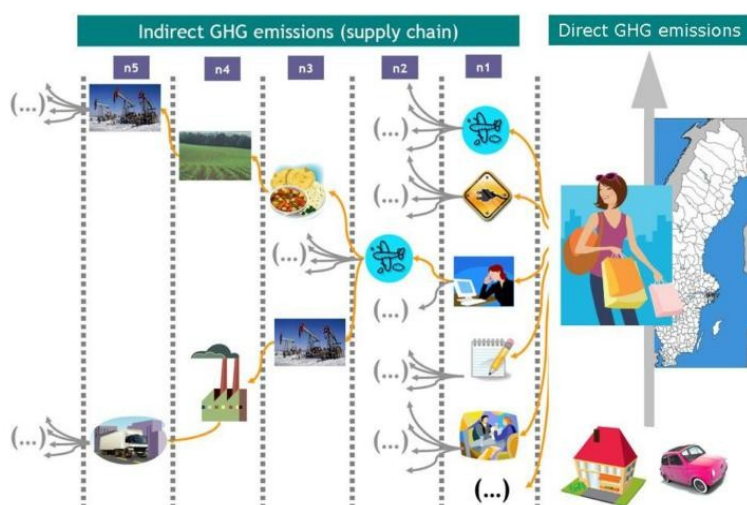 Indirect GHG emissions (supply chain)
Direct GHG emissions
n5
n4
n3
n2
n1
(...)
(...)
(...)
(...)
(...)
(...)
(...)
(...)
(...)
(...)